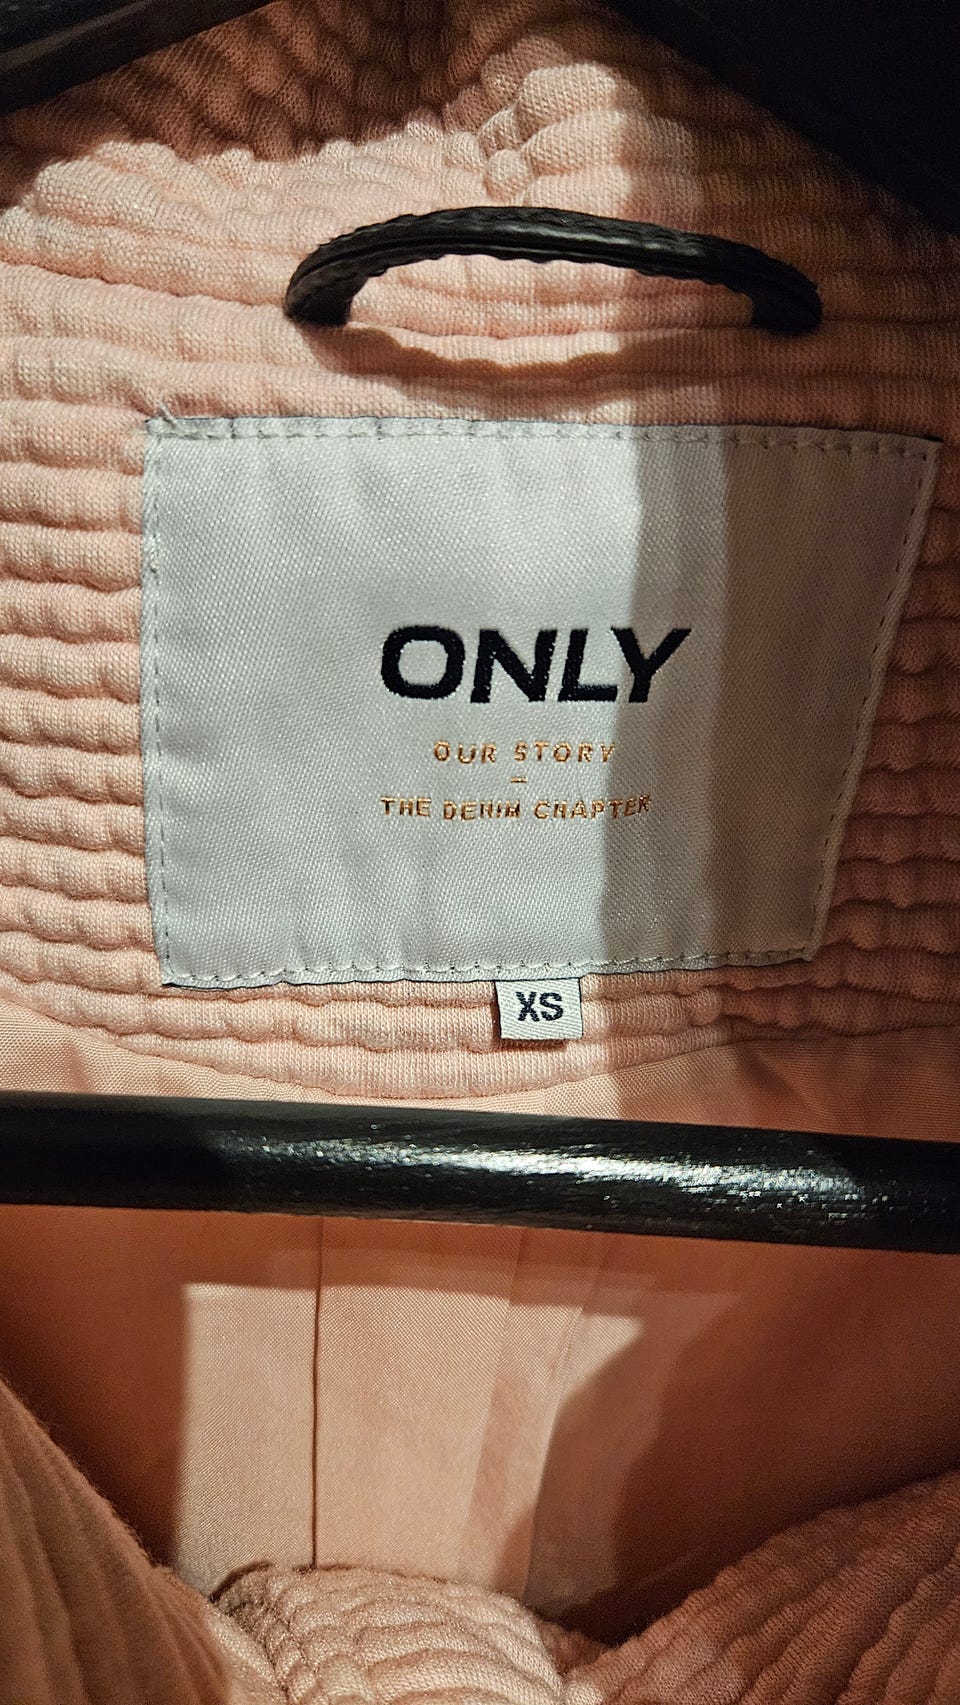 ONLY
OUR STORY
–
THE DENIM CHAPTER
XS